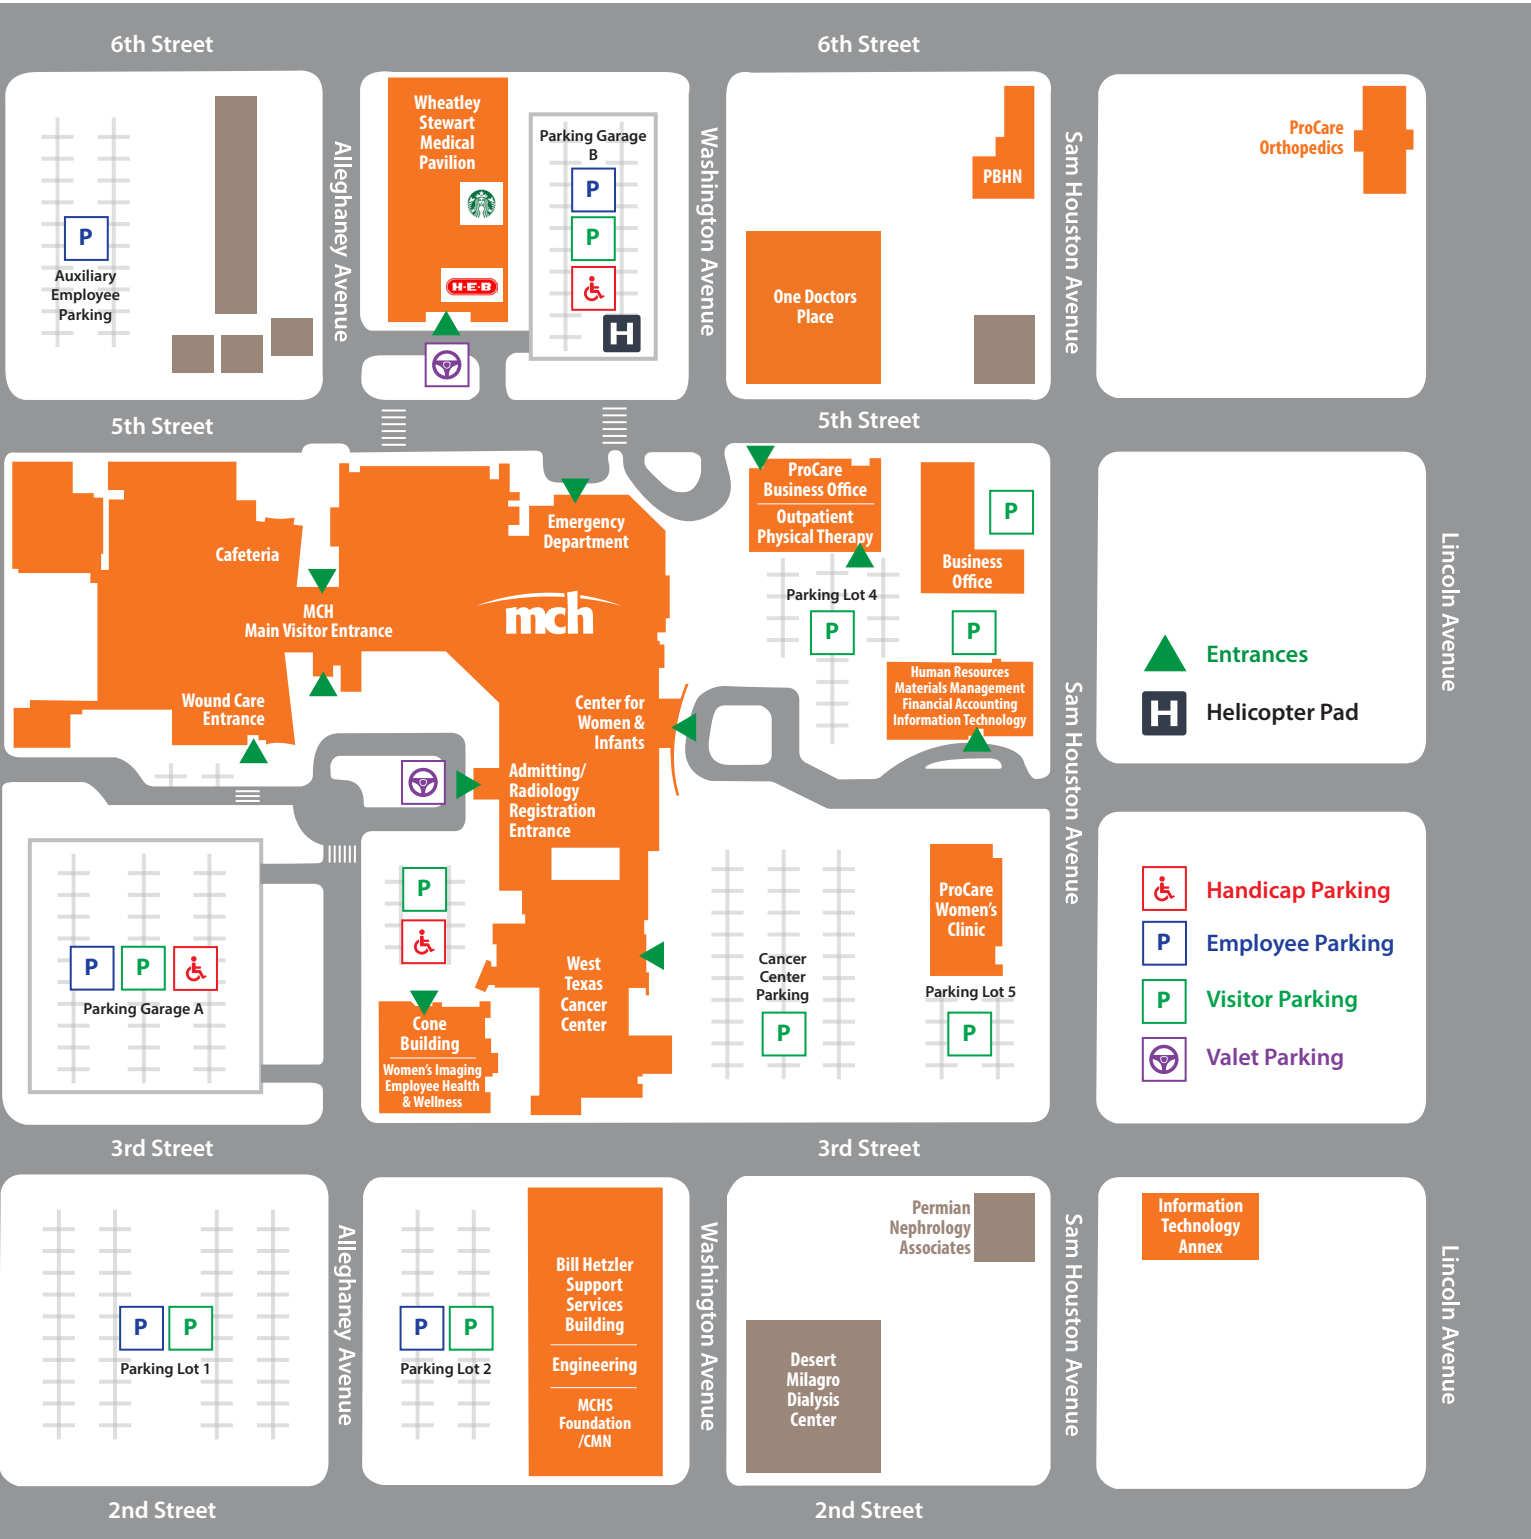 6th Street
6th Street
Wheatley
Stewart
Medical
Pavilion
H-E-B
Parking Garage
B
P
P
H
P
Auxiliary
Employee
Parking
Alleghaney Avenue
Washington Avenue
PBHN
One Doctors
Place
Sam Houston Avenue
ProCare
Orthopedics
5th Street
5th Street
Cafeteria
MCH
Main Visitor Entrance
Wound Care
Entrance
Emergency
Department
mch
Center for
Women &
Infants
Admitting/
Radiology
Registration
Entrance
ProCare
Business Office
Outpatient
Physical Therapy
Parking Lot 4
P
P
Business
Office
P
Human Resources
Materials Management
Financial Accounting
Information Technology
Sam Houston Avenue
Lincoln Avenue
Entrances
H
Helicopter Pad
P
P
Parking Garage A
P
Cone
Building
Women's Imaging
Employee Health
& Wellness
West
Texas
Cancer
Center
Cancer
Center
Parking
P
ProCare
Women's
Clinic
Parking Lot 5
P
Handicap Parking
P
Employee Parking
P
Visitor Parking
Valet Parking
3rd Street
3rd Street
P
P
Parking Lot 1
Alleghaney Avenue
P
P
Parking Lot 2
Bill Hetzler
Support
Services
Building
Engineering
MCHS
Foundation
/CMN
Washington Avenue
Permian
Nephrology
Associates
Desert
Milagro
Dialysis
Center
Sam Houston Avenue
Information
Technology
Annex
Lincoln Avenue
2nd Street
2nd Street